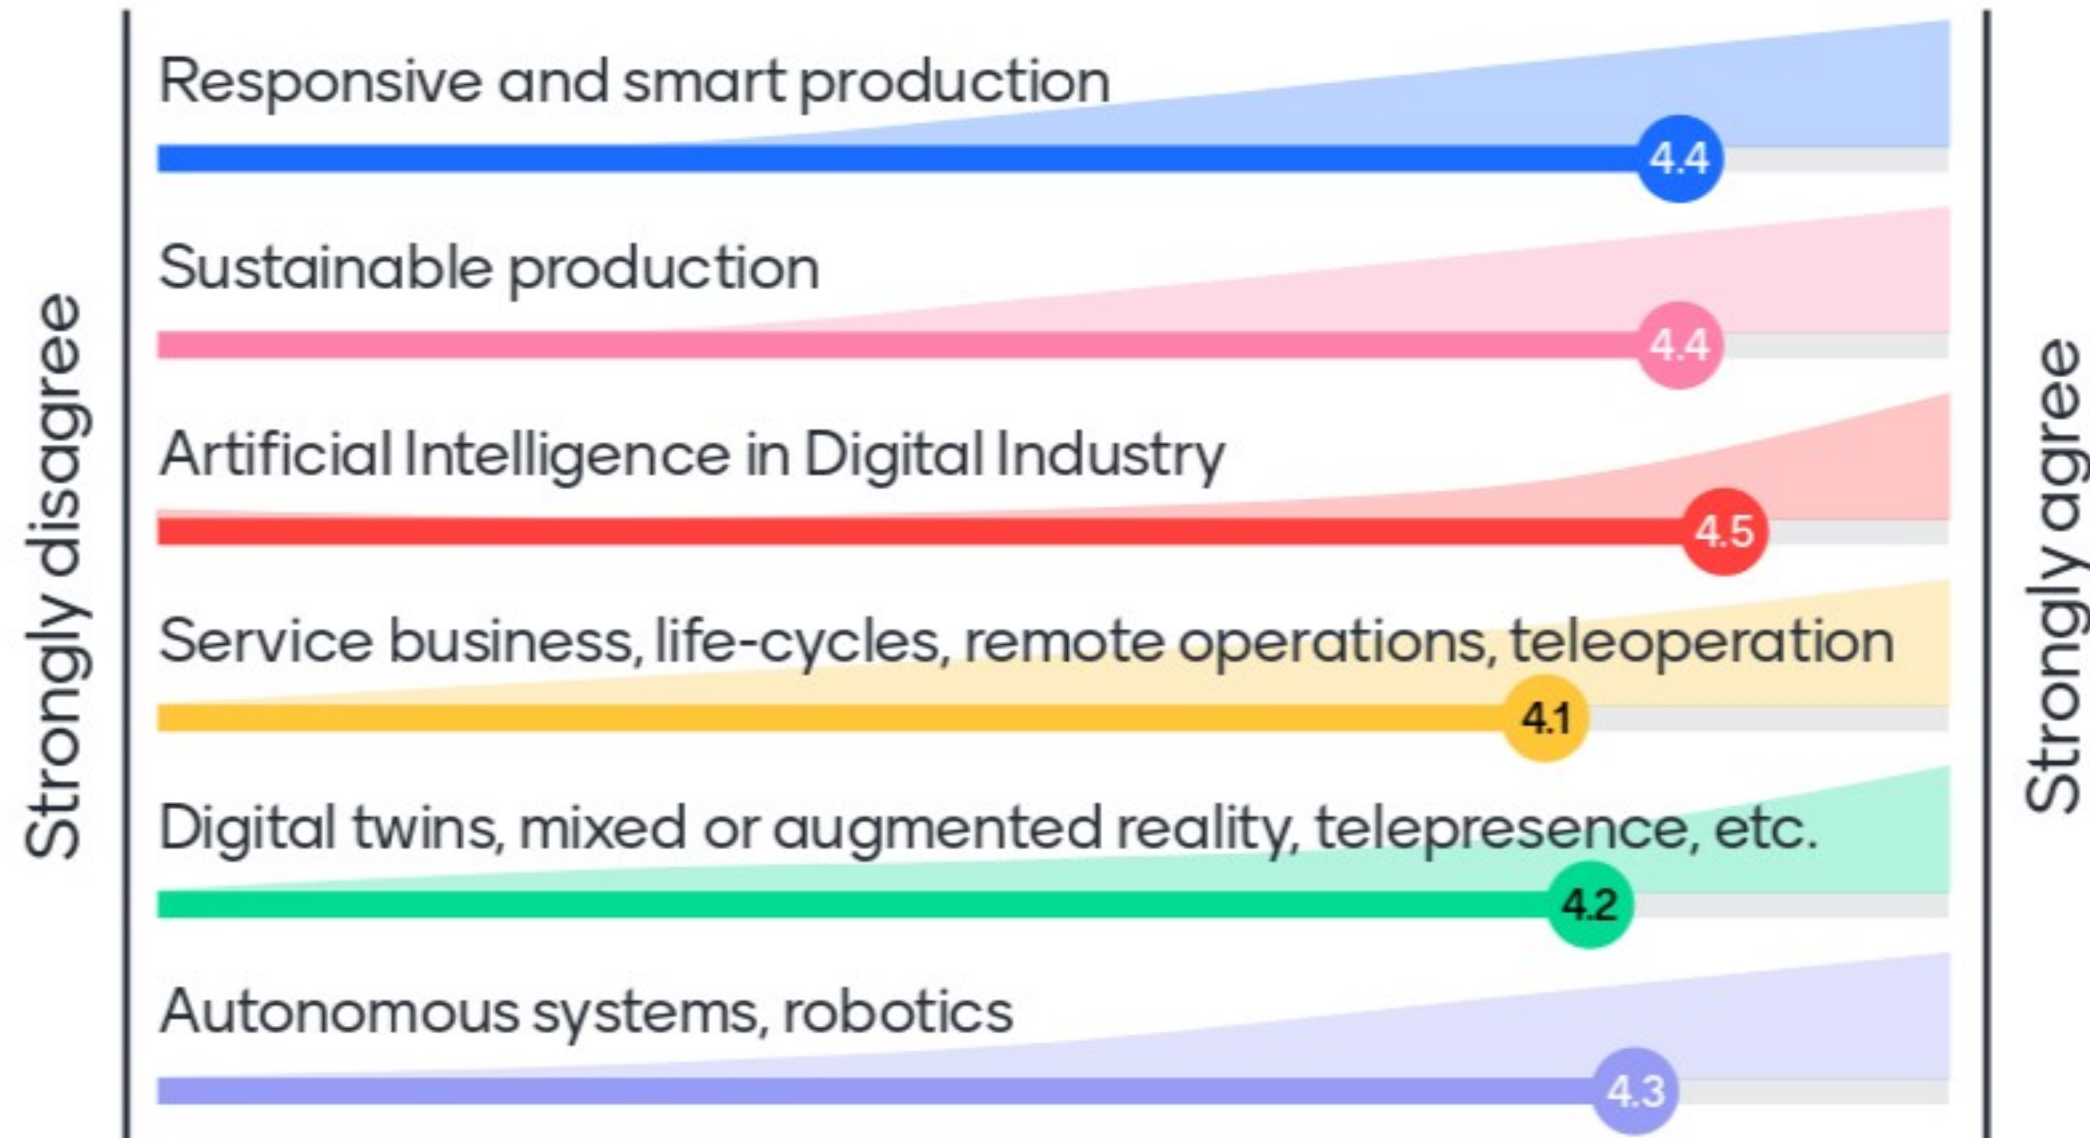 Strongly disagree
Responsive and smart production
4.4
Sustainable production
4.4
Artificial Intelligence in Digital Industry
4.5
Service business, life-cycles, remote operations, teleoperation
4.1
Digital twins, mixed or augmented reality, telepresence, etc.
4.2
Autonomous systems, robotics
4.3
Strongly agree